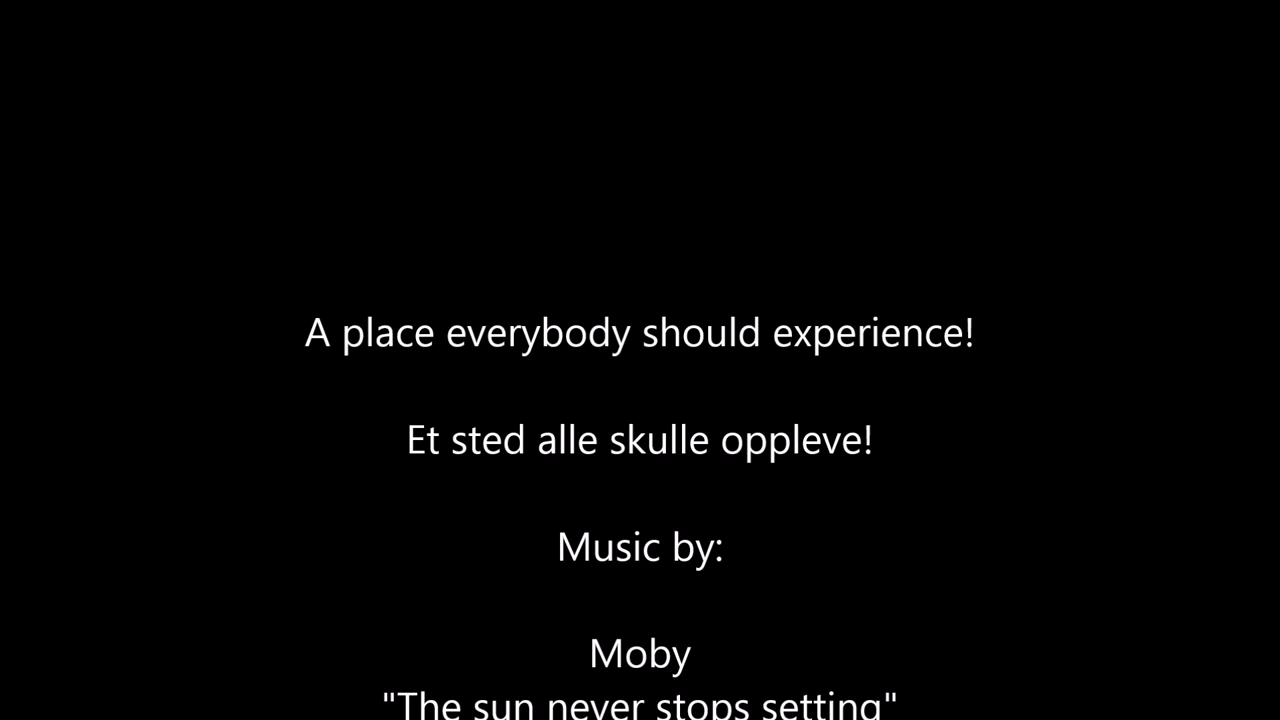 A place everybody should experience!
Et sted alle skulle oppleve!
Music by:
Moby
"The sun never stops setting"